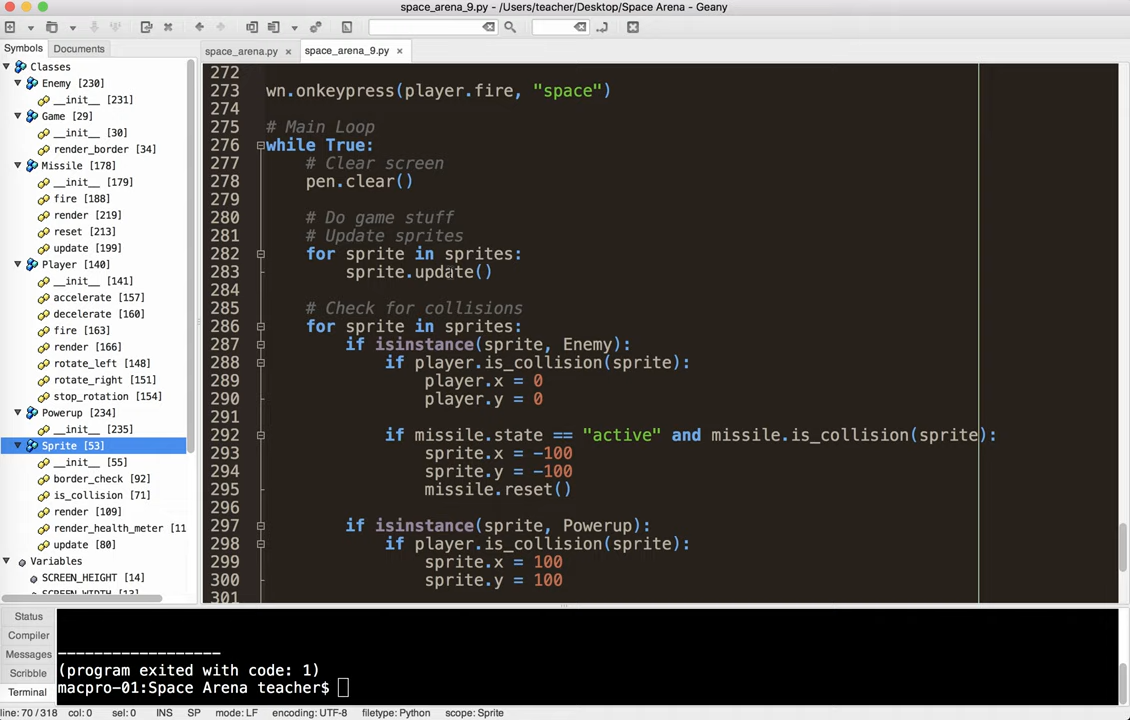 space_arena_9.py - /Users/teacher/Desktop/Space Arena - Geany
Symbols Documents
space_arena.py × space_arena_9.py ×
Classes
Enemy [230]
__init__ [231]
Game [29]
__init__ [30]
render_border [34]
Missile [178]
__init__ [179]
fire [188]
render [219]
reset [213]
update [199]
Player [140]
__init__ [141]
accelerate [157]
decelerate [160]
fire [163]
render [166]
rotate_left [148]
rotate_right [151]
stop_rotation [154]
Powerup [234]
__init__ [235]
Sprite [53]
__init__ [55]
border_check [92]
is_collision [71]
render [109]
render_health_meter [11
update [80]
Variables
SCREEN_HEIGHT [14]
SCREEN_WIDTH [13]
272
273 wn.onkeypress(player.fire, "space")
274
275 # Main Loop
276 while True:
277     # Clear screen
278     pen.clear()
279
280     # Do game stuff
281     # Update sprites
282     for sprite in sprites:
283         sprite.update()
284
285     # Check for collisions
286     for sprite in sprites:
287         if isinstance(sprite, Enemy):
288             if player.is_collision(sprite):
289                 player.x = 0
290                 player.y = 0
291
292             if missile.state == "active" and missile.is_collision(sprite):
293                 sprite.x = -100
294                 sprite.y = -100
295                 missile.reset()
296
297         if isinstance(sprite, Powerup):
298             if player.is_collision(sprite):
299                 sprite.x = 100
300                 sprite.y = 100
301
Status
Compiler
Messages
Scribble
Terminal
------------------
(program exited with code: 1)
macpro-01:Space Arena teacher$
line: 70 / 318 col: 0 sel: 0 INS SP mode: LF encoding: UTF-8 filetype: Python scope: Sprite